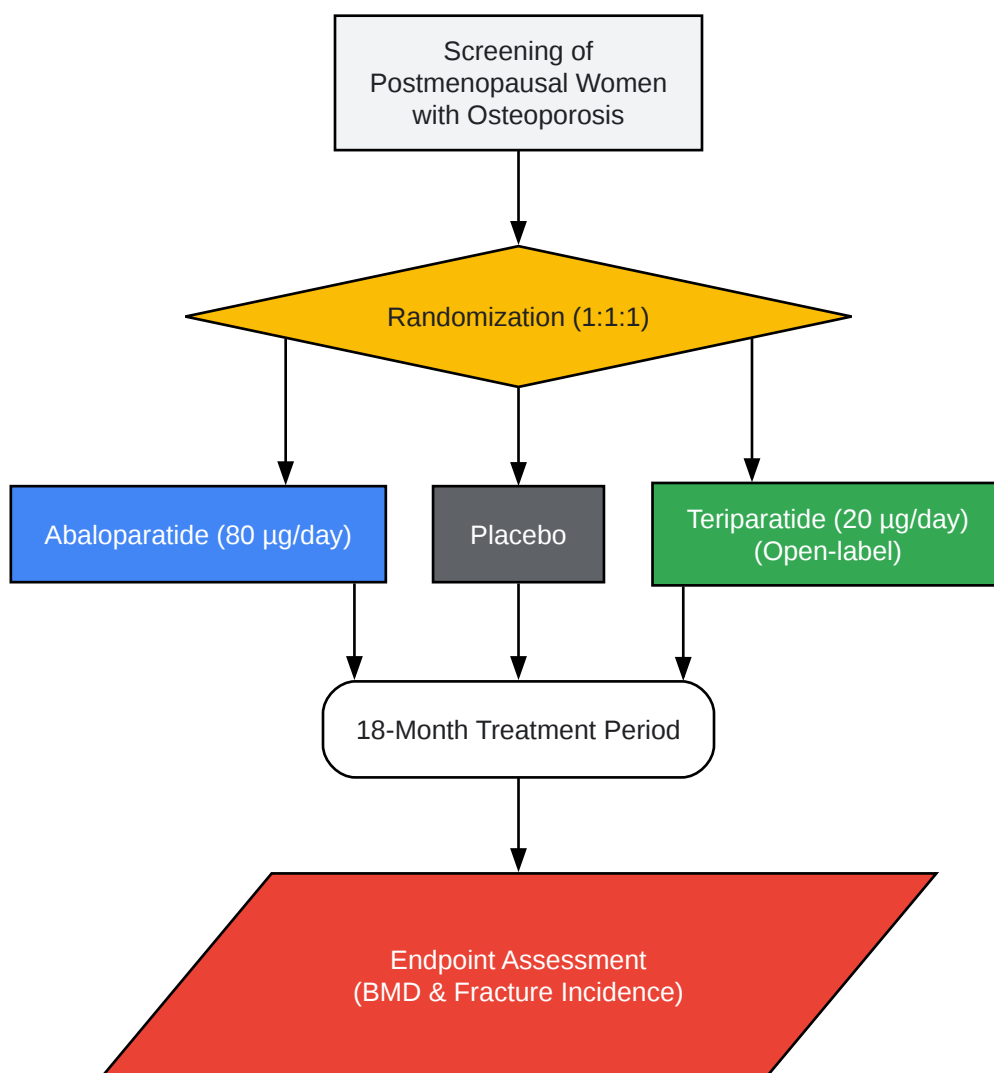 Screening of
Postmenopausal Women
with Osteoporosis
Randomization (1:1:1)
Abaloparatide (80 µg/day)
Placebo
Teriparatide (20 µg/day)
(Open-label)
18-Month Treatment Period
Endpoint Assessment
(BMD & Fracture Incidence)